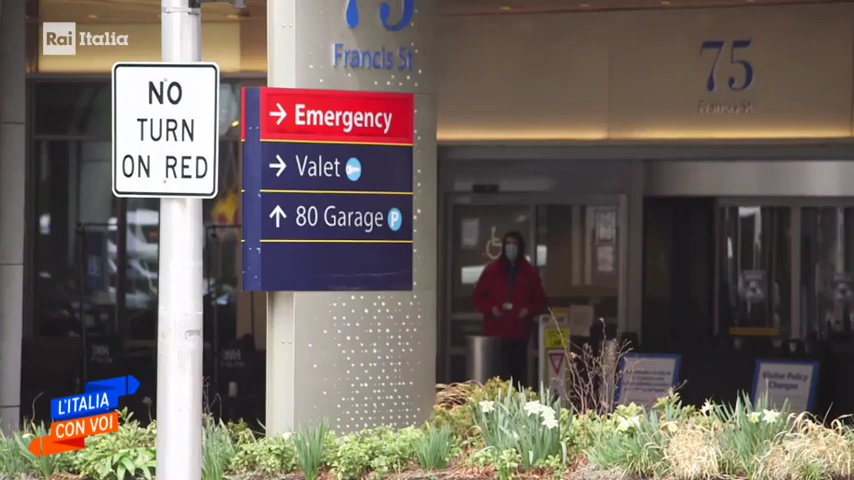 Rai Italia
75
Francis St
75
Francis St
NO
TURN
ON RED
→ Emergency
→ Valet
↑ 80 Garage P
Visitor Policy
Changes
L'ITALIA
CON VOI